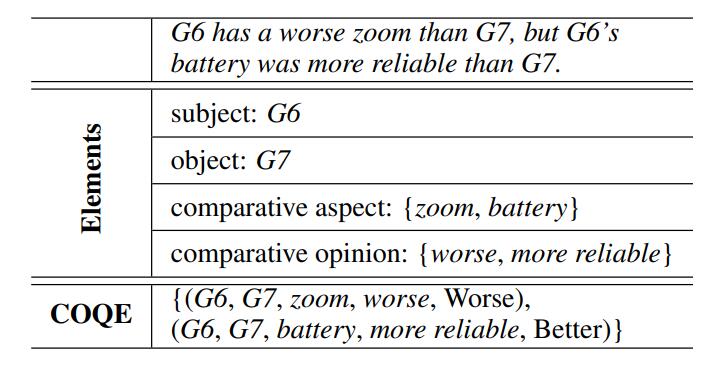 G6 has a worse zoom than G7, but G6's
battery was more reliable than G7.
Elements
subject: G6
object: G7
comparative aspect: {zoom, battery}
comparative opinion: {worse, more reliable}
COQE
{(G6, G7, zoom, worse, Worse),
(G6, G7, battery, more reliable, Better)}